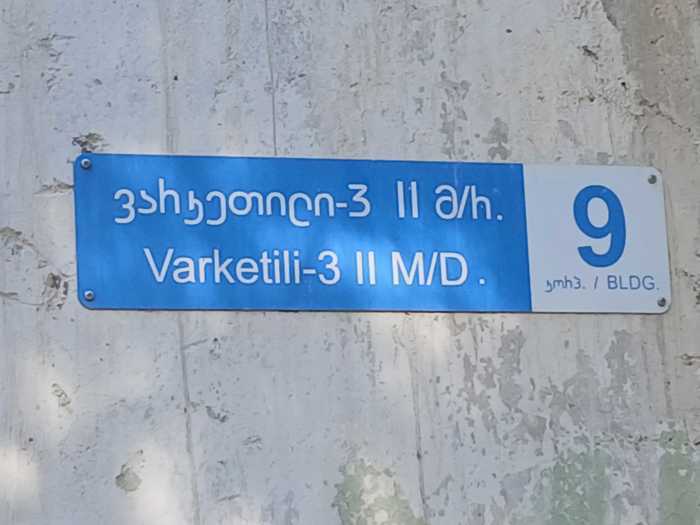 ვარკეთილი-3 II მ/რ.
Varketili-3 II M/D.
9
კორპ. / BLDG.